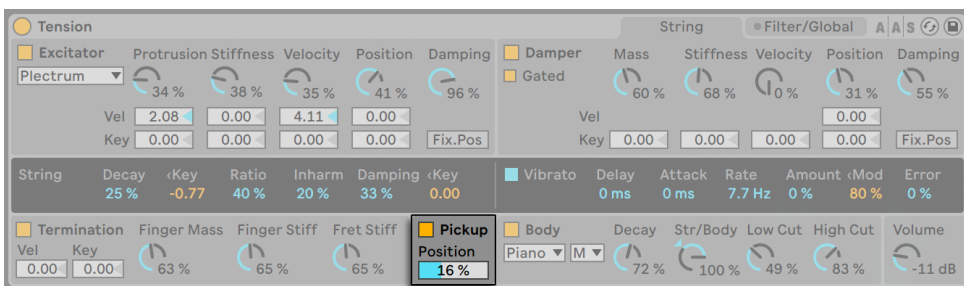 Tension String Filter/Global A A S
Excitator Protrusion Stiffness Velocity Position Damping
Plectrum 34 % 38 % 35 % 41 % 96 %
Vel 2.08 0.00 4.11 0.00
Key 0.00 0.00 0.00 0.00 Fix.Pos
Damper Mass Stiffness Velocity Position Damping
Gated 60 % 68 % 0 % 31 % 55 %
Vel 0.00
Key 0.00 0.00 0.00 0.00 Fix.Pos
String Decay <Key Ratio Inharm Damping <Key
25 % -0.77 40 % 20 % 33 % 0.00
Vibrato Delay Attack Rate Amount <Mod Error
0 ms 0 ms 7.7 Hz 0 % 80 % 0 %
Termination Finger Mass Finger Stiff Fret Stiff
Vel Key
0.00 0.00 63 % 65 % 65 %
Pickup
Position
16 %
Body Decay Str/Body Low Cut High Cut
Piano M 72 % 100 % 49 % 83 %
Volume
-11 dB